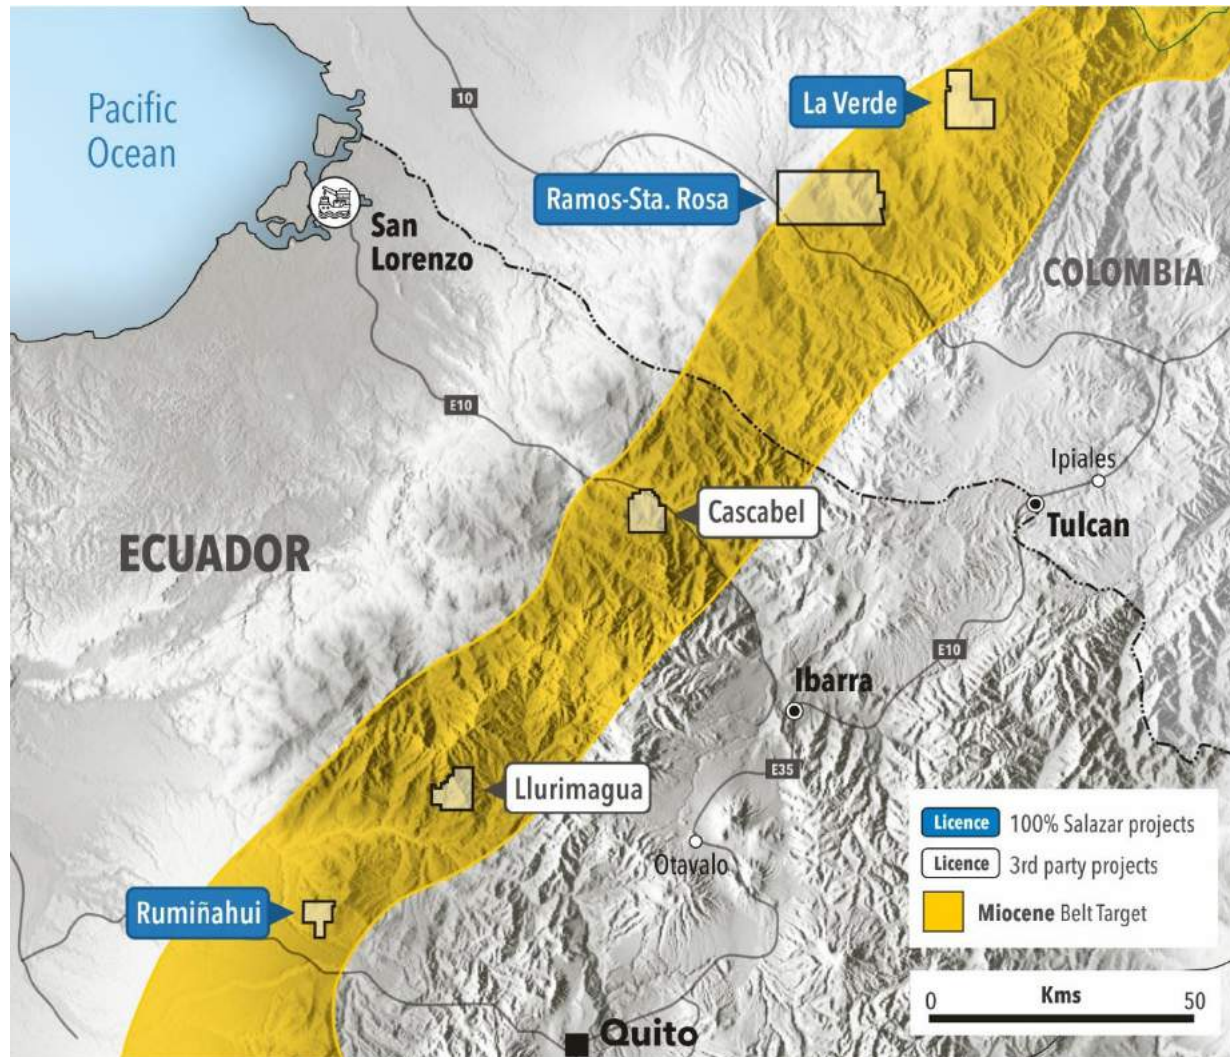 Pacific
Ocean
10
La Verde
Ramos-Sta. Rosa
San
Lorenzo
COLOMBIA
E10
Ipiales
Cascabel
Tulcan
ECUADOR
E10
Ibarra
E35
Llurimagua
Otavalo
Rumiñahui
Quito
Licence 100% Salazar projects
Licence 3rd party projects
Miocene Belt Target
0 Kms 50